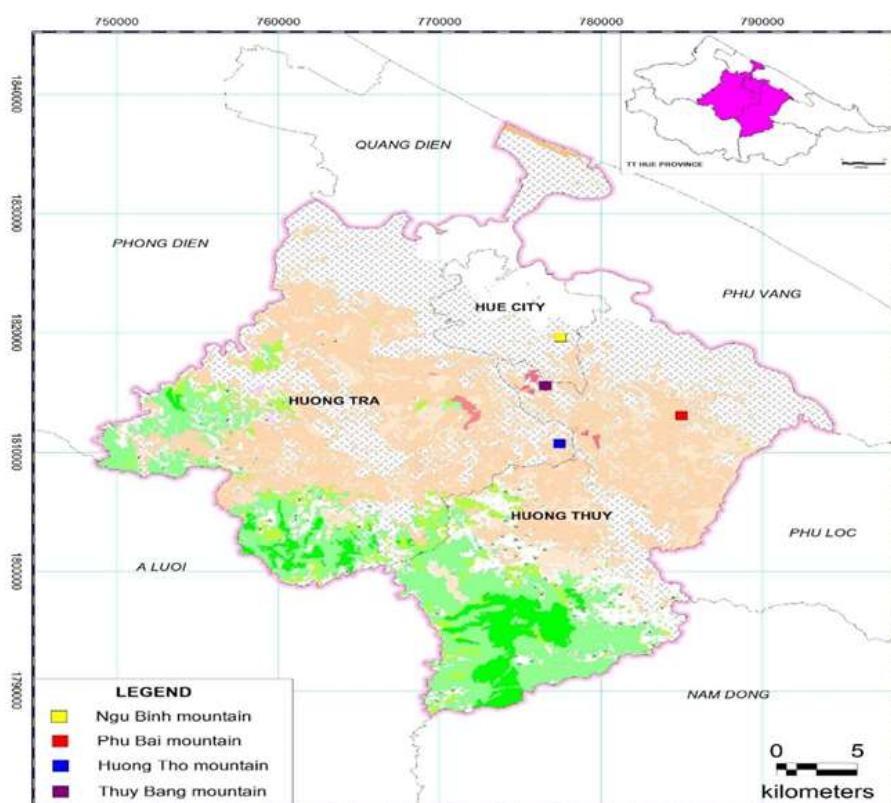 750000 760000 770000 780000 790000
1840000
QUANG DIEN
TT HUE PROVINCE
1830000
PHONG DIEN
PHU VANG
HUE CITY
1820000
HUONG TRA
1810000
HUONG THUY
PHU LOC
A LUOI
1800000
1790000
NAM DONG
LEGEND
Ngu Binh mountain
Phu Bai mountain
Huong Tho mountain
Thuy Bang mountain
0 5
kilometers